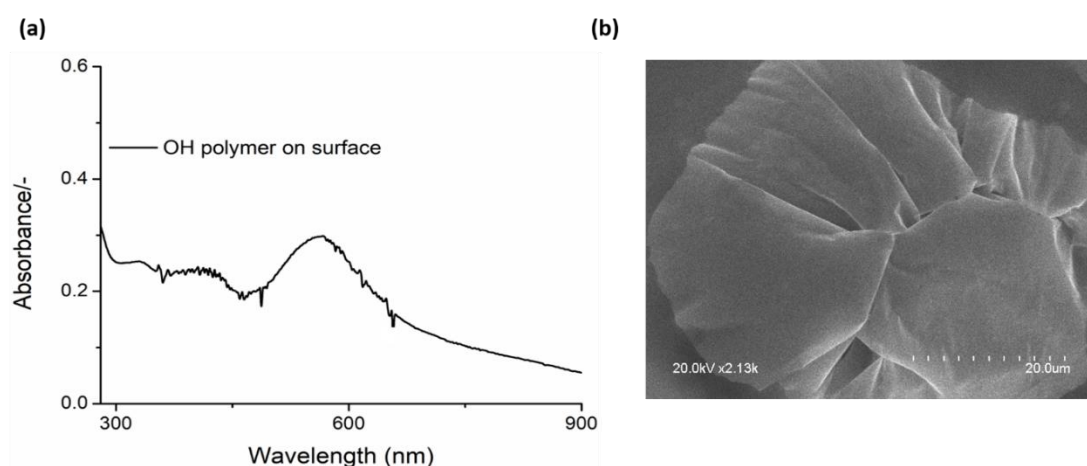 (a)
(b)
0.6
0.4
0.2
0.0
Absorbance/-
OH polymer on surface
300
600
900
Wavelength (nm)
20.0kV x2.13k
20.0um